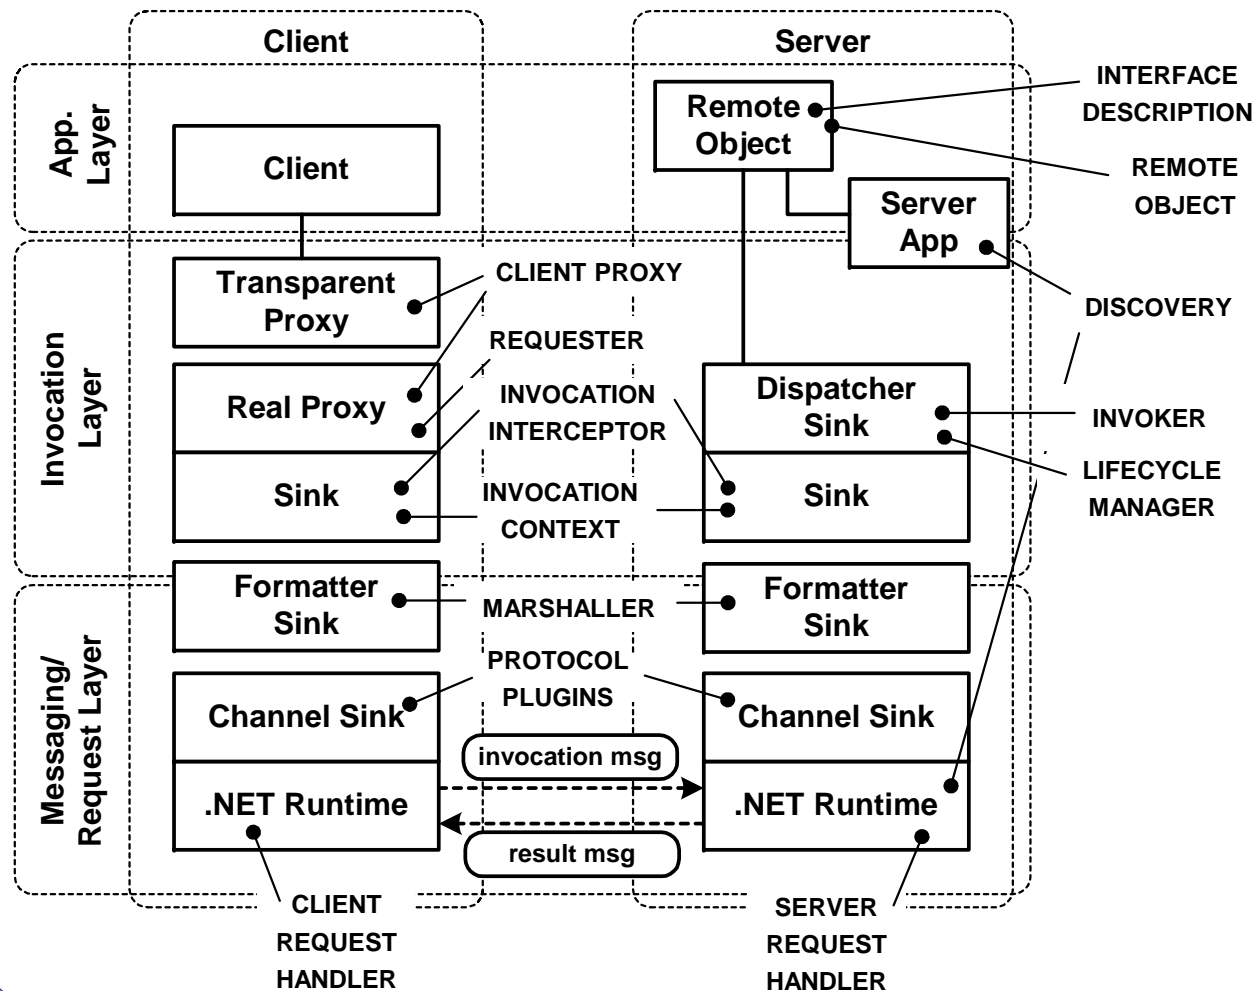 Client
Server
App.
Layer
Client
Remote
Object
Server
App
INTERFACE
DESCRIPTION
REMOTE
OBJECT
DISCOVERY
Invocation
Layer
Transparent
Proxy
Real Proxy
Sink
CLIENT PROXY
REQUESTER
INVOCATION
INTERCEPTOR
INVOCATION
CONTEXT
Dispatcher
Sink
Sink
INVOKER
LIFECYCLE
MANAGER
Messaging/
Request Layer
Formatter
Sink
MARSHALLER
Formatter
Sink
Channel Sink
PROTOCOL
PLUGINS
Channel Sink
invocation msg
.NET Runtime
.NET Runtime
result msg
CLIENT
REQUEST
HANDLER
SERVER
REQUEST
HANDLER